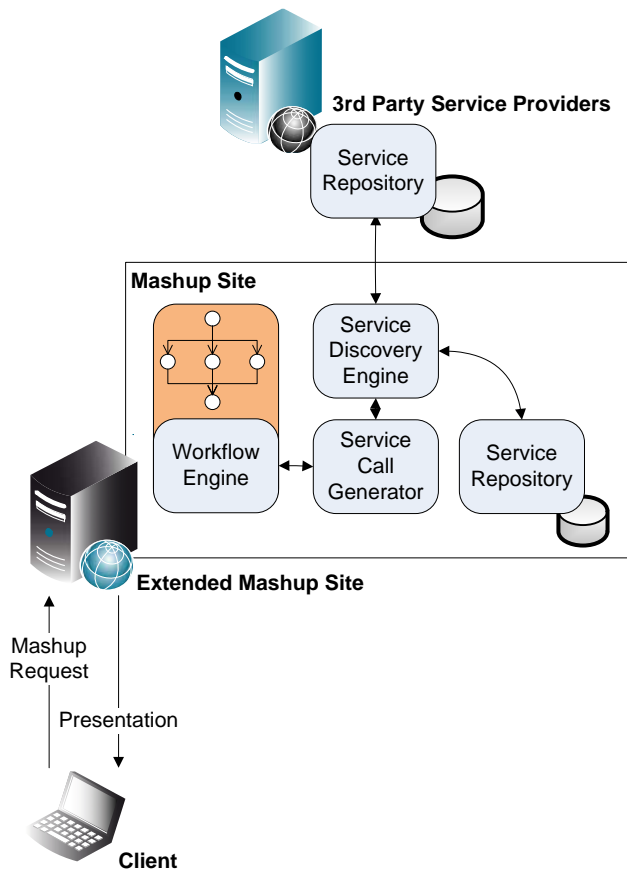 3rd Party Service Providers
Service
Repository
Mashup Site
Service
Discovery
Engine
Workflow
Engine
Service
Call
Generator
Service
Repository
Extended Mashup Site
Mashup
Request
Presentation
Client